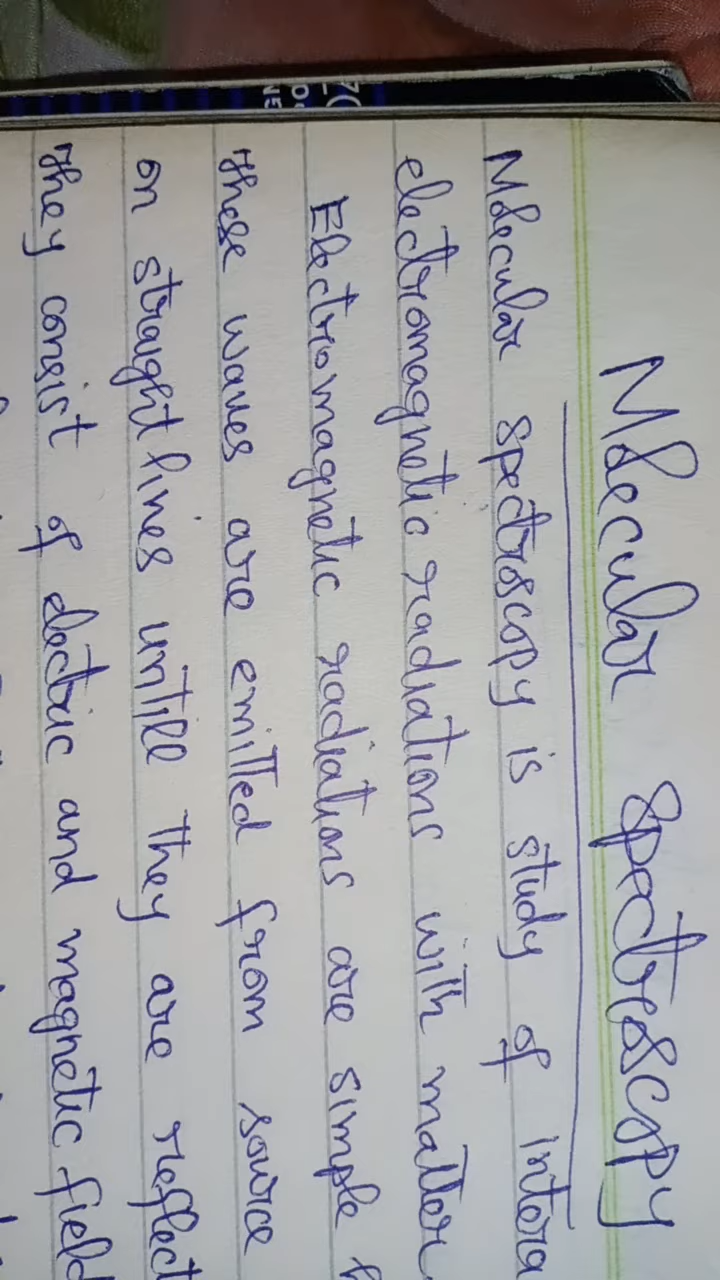 Molecular spectroscopy
Molecular spectroscopy is study of intera
electromagnetic radiations with matter
Electromagnetic radiations are simple h
these waves are emitted from source
on straight lines untill they are reflect
they consist of electric and magnetic field